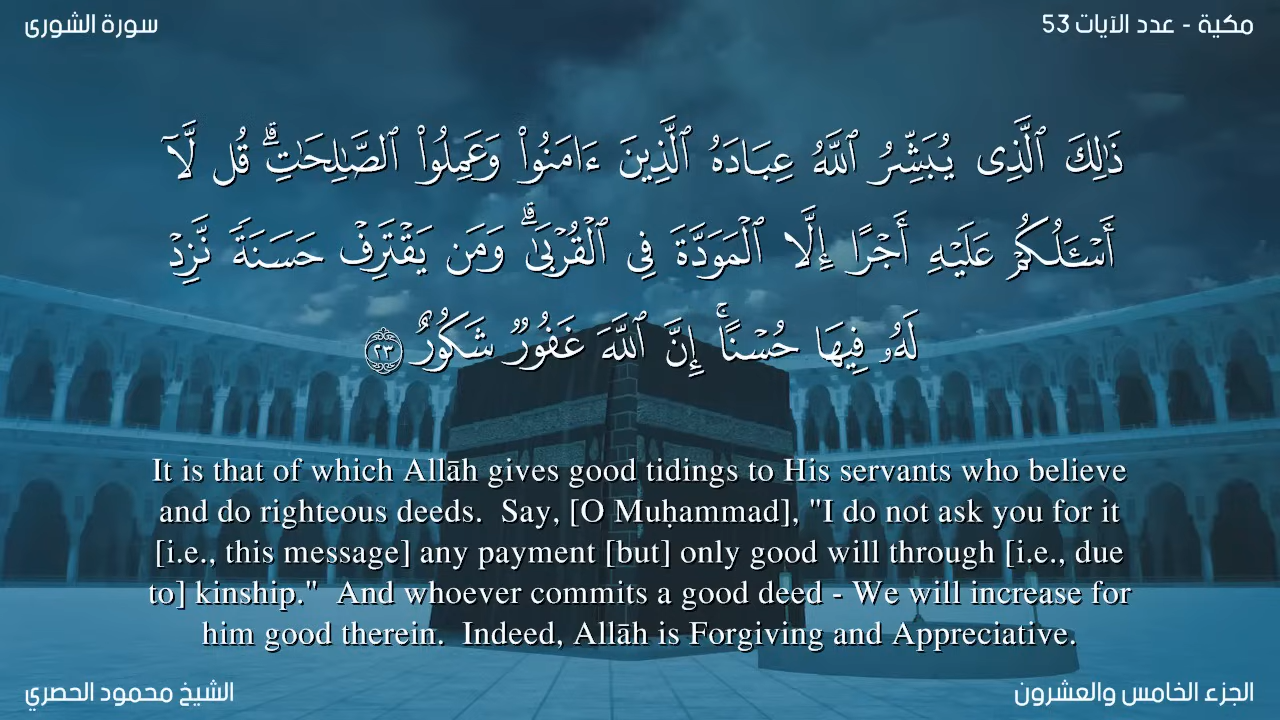 سورة الشورى
مكية - عدد الآيات 53
ذَٰلِكَ ٱلَّذِى يُبَشِّرُ ٱللَّهُ عِبَادَهُ ٱلَّذِينَ ءَامَنُوا۟ وَعَمِلُوا۟ ٱلصَّـٰلِحَـٰتِ ۗ قُل لَّآ
أَسْـَٔلُكُمْ عَلَيْهِ أَجْرًا إِلَّا ٱلْمَوَدَّةَ فِى ٱلْقُرْبَىٰ ۗ وَمَن يَقْتَرِفْ حَسَنَةً نَّزِدْ
لَهُۥ فِيهَا حُسْنًا ۚ إِنَّ ٱللَّهَ غَفُورٌ شَكُورٌ ٢٣
It is that of which Allāh gives good tidings to His servants who believe
and do righteous deeds.  Say, [O Muḥammad], "I do not ask you for it
[i.e., this message] any payment [but] only good will through [i.e., due
to] kinship."  And whoever commits a good deed - We will increase for
him good therein.  Indeed, Allāh is Forgiving and Appreciative.
الشيخ محمود الحصري
الجزء الخامس والعشرون